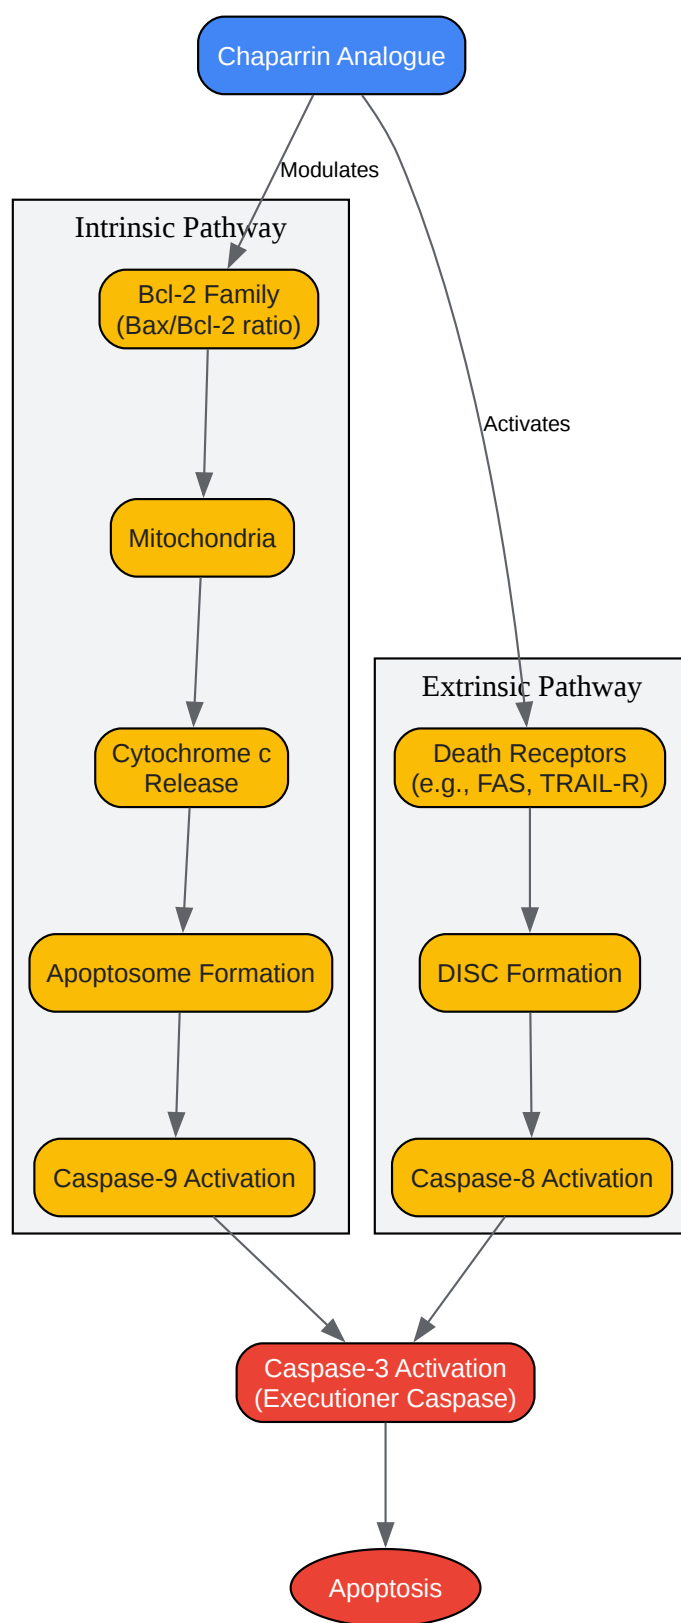 Chaparrin Analogue
Modulates
Intrinsic Pathway
Bcl-2 Family
(Bax/Bcl-2 ratio)
Activates
Mitochondria
Extrinsic Pathway
Cytochrome c
Release
Death Receptors
(e.g., FAS, TRAIL-R)
Apoptosome Formation
DISC Formation
Caspase-9 Activation
Caspase-8 Activation
Caspase-3 Activation
(Executioner Caspase)
Apoptosis